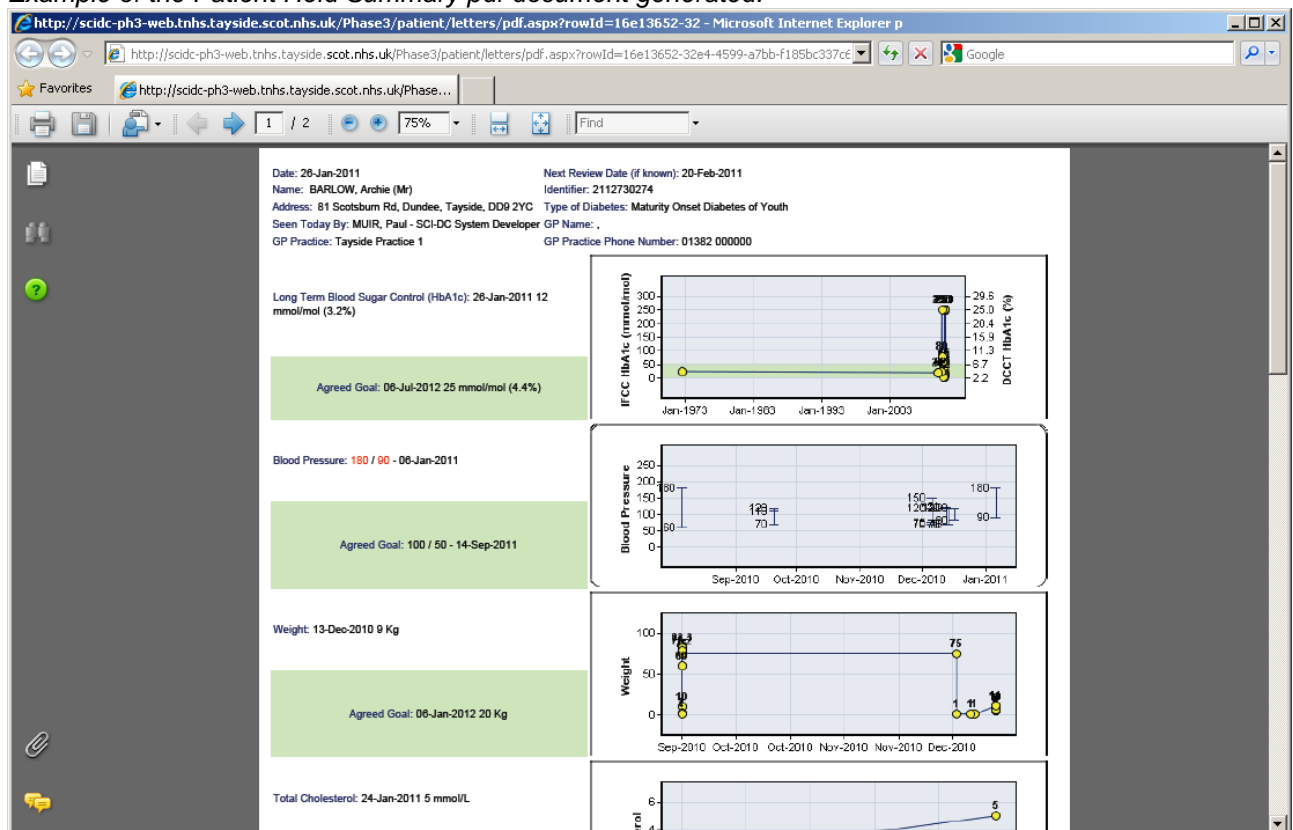 Example of the Patient Held Summary pdf document generated:
http://scidc-ph3-web.tnhs.tayside.scot.nhs.uk/Phase3/patient/letters/pdf.aspx?rowId=16e13652-32 - Microsoft Internet Explorer p
http://scidc-ph3-web.tnhs.tayside.scot.nhs.uk/Phase3/patient/letters/pdf.aspx?rowId=16e13652-32e4-4599-a7bb-f185bc337c6
Google
Favorites
http://scidc-ph3-web.tnhs.tayside.scot.nhs.uk/Phase...
1 / 2
75%
Find
Date: 26-Jan-2011 Next Review Date (if known): 20-Feb-2011
Name: BARLOW, Archie (Mr) Identifier: 2112730274
Address: 81 Scotsburn Rd, Dundee, Tayside, DD9 2YC Type of Diabetes: Maturity Onset Diabetes of Youth
Seen Today By: MUIR, Paul - SCI-DC System Developer GP Name: ,
GP Practice: Tayside Practice 1 GP Practice Phone Number: 01382 000000
Long Term Blood Sugar Control (HbA1c): 26-Jan-2011 12
mmol/mol (3.2%)
Agreed Goal: 06-Jul-2012 25 mmol/mol (4.4%)
IFCC HbA1c (mmol/mol)
300
250
200
150
100
50
0
29.6
25.0
20.4
15.9
11.3
6.7
2.2
DCCT HbA1c (%)
Jan-1973 Jan-1983 Jan-1993 Jan-2003
Blood Pressure: 180 / 90 - 06-Jan-2011
Agreed Goal: 100 / 50 - 14-Sep-2011
Blood Pressure
250
200
150
100
50
0
180
60
70
150
180
90
Sep-2010 Oct-2010 Nov-2010 Dec-2010 Jan-2011
Weight: 13-Dec-2010 9 Kg
Agreed Goal: 06-Jan-2012 20 Kg
Weight
100
50
0
75
1 11
Sep-2010 Oct-2010 Oct-2010 Nov-2010 Nov-2010 Dec-2010
Total Cholesterol: 24-Jan-2011 5 mmol/L
6
4
5